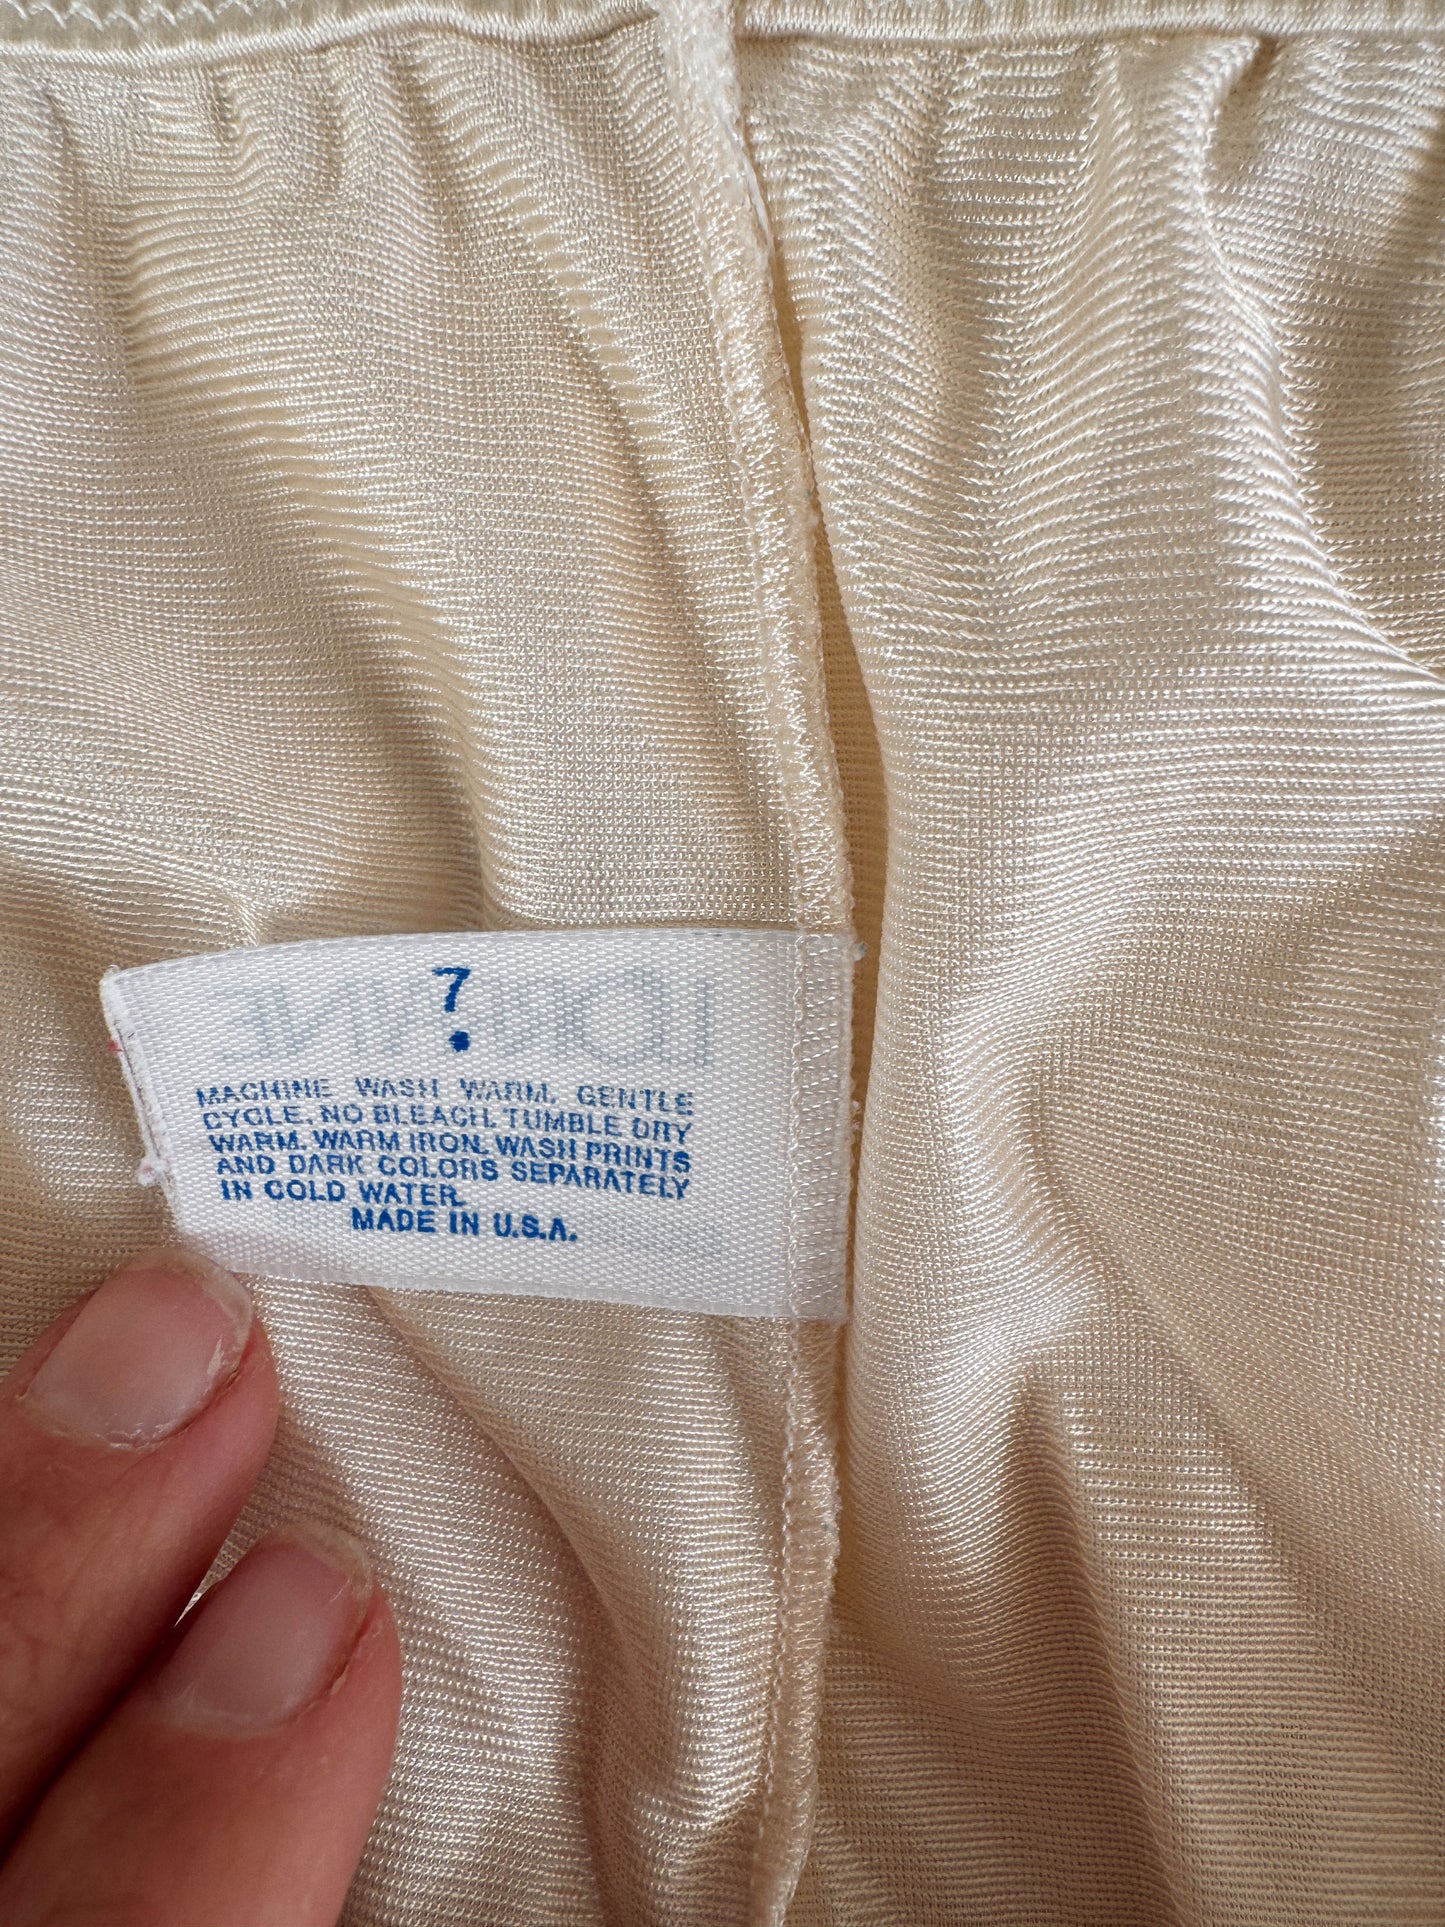 7
MACHINE WASH WARM, GENTLE
CYCLE, NO BLEACH, TUMBLE DRY
WARM, WARM IRON, WASH PRINTS
AND DARK COLORS SEPARATELY
IN COLD WATER.
MADE IN U.S.A.